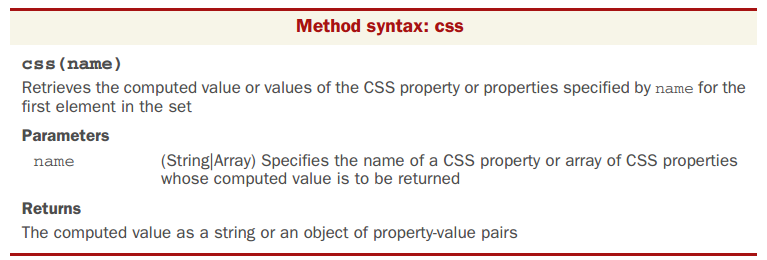 Method syntax: css
css(name)
Retrieves the computed value or values of the CSS property or properties specified by name for the
first element in the set
Parameters
name (String|Array) Specifies the name of a CSS property or array of CSS properties
whose computed value is to be returned
Returns
The computed value as a string or an object of property-value pairs